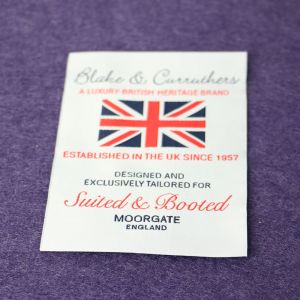 Blake & Carruthers
A LUXURY BRITISH HERITAGE BRAND
ESTABLISHED IN THE UK SINCE 1957
DESIGNED AND
EXCLUSIVELY TAILORED FOR
Suited & Booted
MOORGATE
ENGLAND